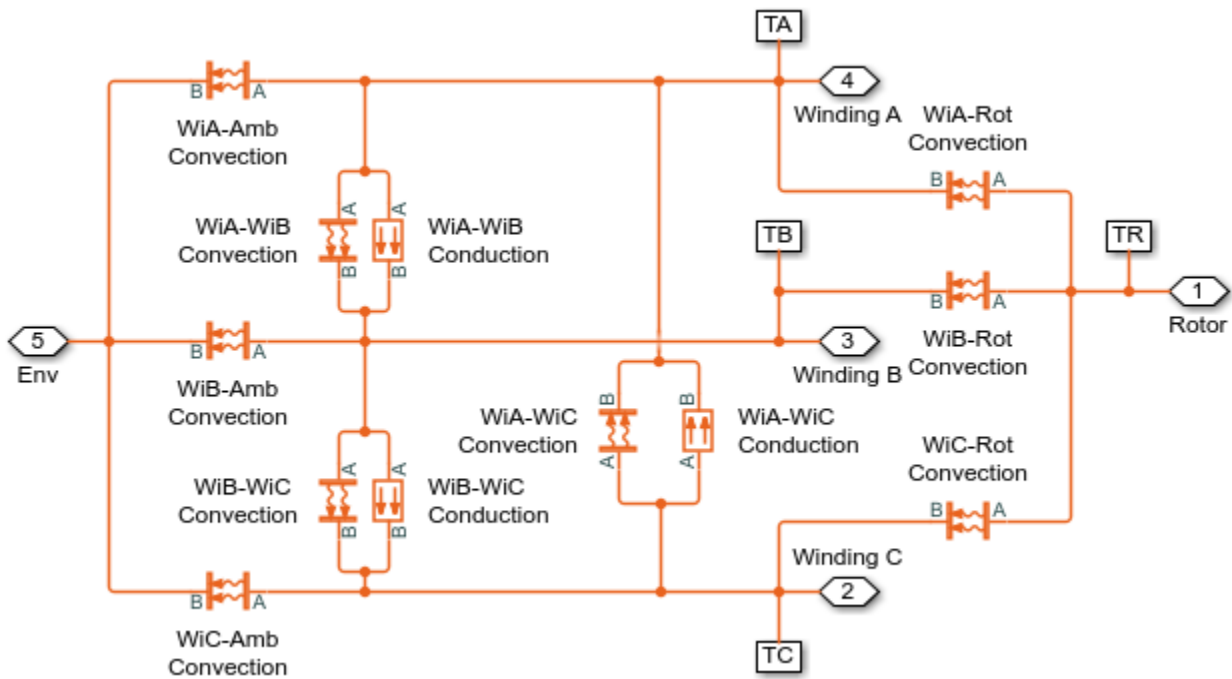 TA
B
A
4
WiA-Amb
Convection
Winding A
WiA-Rot
Convection
B
A
A
A
WiA-WiB
Convection
WiA-WiB
Conduction
B
B
TB
TR
B
A
1
Rotor
5
Env
B
A
3
WiB-Amb
Convection
Winding B
WiB-Rot
Convection
B
B
WiA-WiC
Convection
WiA-WiC
Conduction
A
A
A
A
WiB-WiC
Convection
WiB-WiC
Conduction
B
B
WiC-Rot
Convection
B
A
Winding C
B
A
2
WiC-Amb
Convection
TC